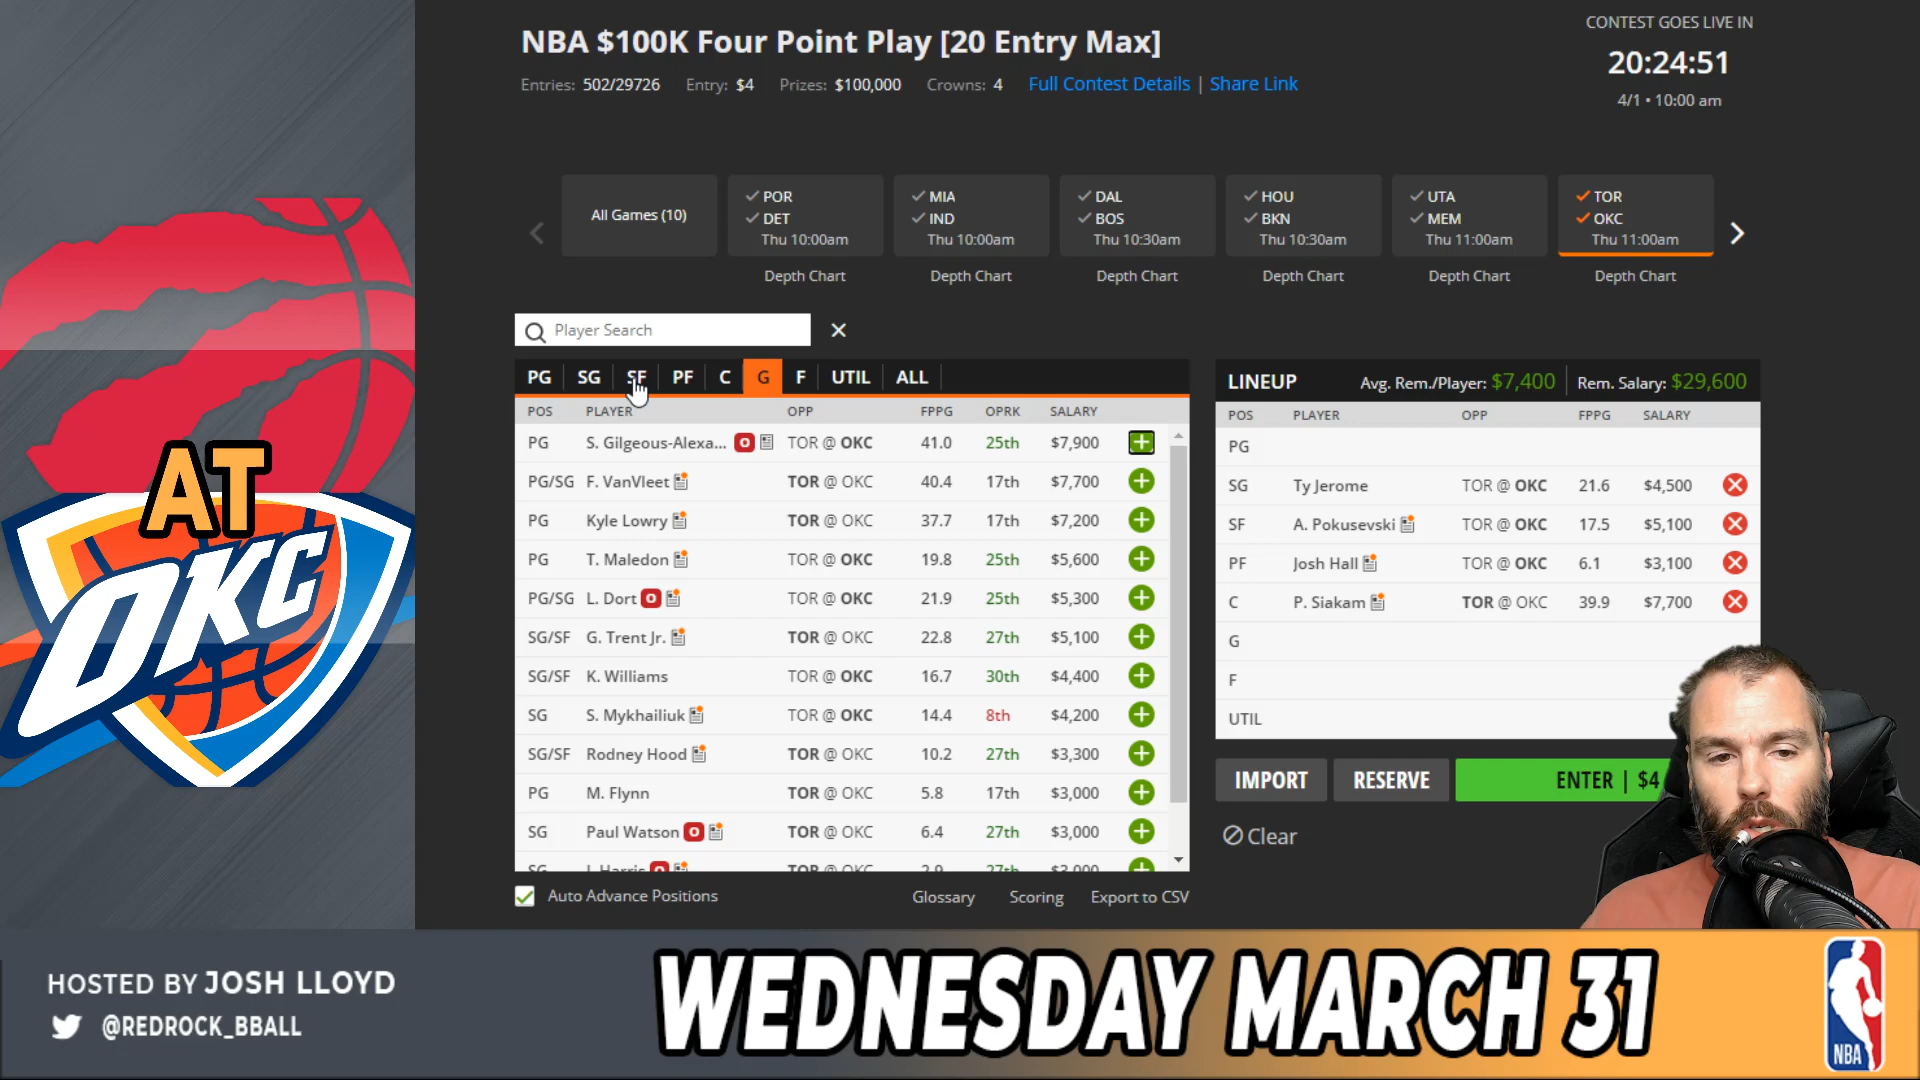 NBA $100K Four Point Play [20 Entry Max]
Entries: 502/29726 Entry: $4 Prizes: $100,000 Crowns: 4 Full Contest Details | Share Link
CONTEST GOES LIVE IN
20:24:51
4/1 • 10:00 am
All Games (10)
POR
DET
Thu 10:00am
Depth Chart
MIA
IND
Thu 10:00am
Depth Chart
DAL
BOS
Thu 10:30am
Depth Chart
HOU
BKN
Thu 10:30am
Depth Chart
UTA
MEM
Thu 11:00am
Depth Chart
TOR
OKC
Thu 11:00am
Depth Chart
Player Search
PG SG SF PF C G F UTIL ALL
POS PLAYER OPP FPPG OPRK SALARY
PG S. Gilgeous-Alexa... O TOR @ OKC 41.0 25th $7,900
PG/SG F. VanVleet TOR @ OKC 40.4 17th $7,700
PG Kyle Lowry TOR @ OKC 37.7 17th $7,200
PG T. Maledon TOR @ OKC 19.8 25th $5,600
PG/SG L. Dort O TOR @ OKC 21.9 25th $5,300
SG/SF G. Trent Jr. TOR @ OKC 22.8 27th $5,100
SG/SF K. Williams TOR @ OKC 16.7 30th $4,400
SG S. Mykhailiuk TOR @ OKC 14.4 8th $4,200
SG/SF Rodney Hood TOR @ OKC 10.2 27th $3,300
PG M. Flynn TOR @ OKC 5.8 17th $3,000
SG Paul Watson O TOR @ OKC 6.4 27th $3,000
SG J. Harris TOR @ OKC 2.9 27th $3,000
Auto Advance Positions Glossary Scoring Export to CSV
LINEUP Avg. Rem./Player: $7,400 Rem. Salary: $29,600
POS PLAYER OPP FPPG SALARY
PG
SG Ty Jerome TOR @ OKC 21.6 $4,500
SF A. Pokusevski TOR @ OKC 17.5 $5,100
PF Josh Hall TOR @ OKC 6.1 $3,100
C P. Siakam TOR @ OKC 39.9 $7,700
G
F
UTIL
IMPORT RESERVE ENTER | $4
Clear
AT
OKC
HOSTED BY JOSH LLOYD
@REDROCK_BBALL
WEDNESDAY MARCH 31
NBA